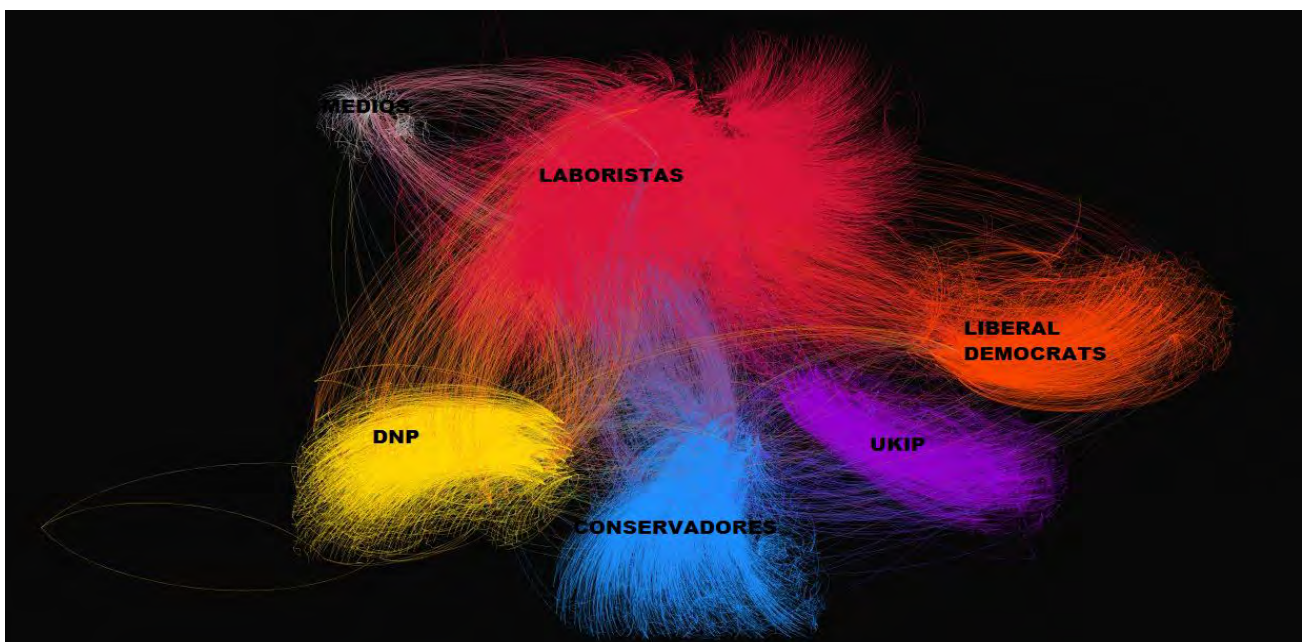 MEDIOS
LABORISTAS
LIBERAL
DEMOCRATS
DNP
UKIP
CONSERVADORES